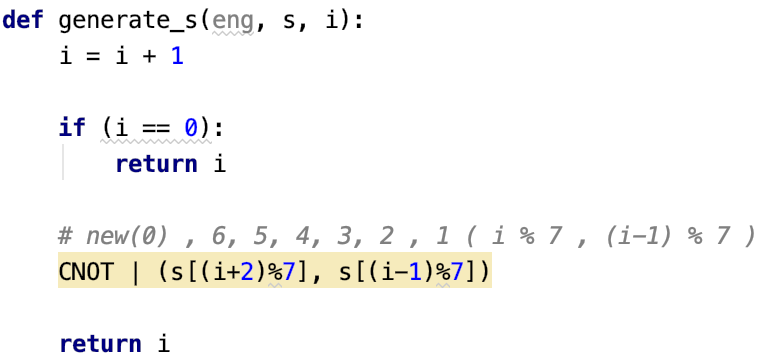 def generate_s(eng, s, i):
    i = i + 1
    if (i == 0):
        return i
    # new(0) , 6, 5, 4, 3, 2 , 1 ( i % 7 , (i-1) % 7 )
    CNOT | (s[(i+2)%7], s[(i-1)%7])
    return i